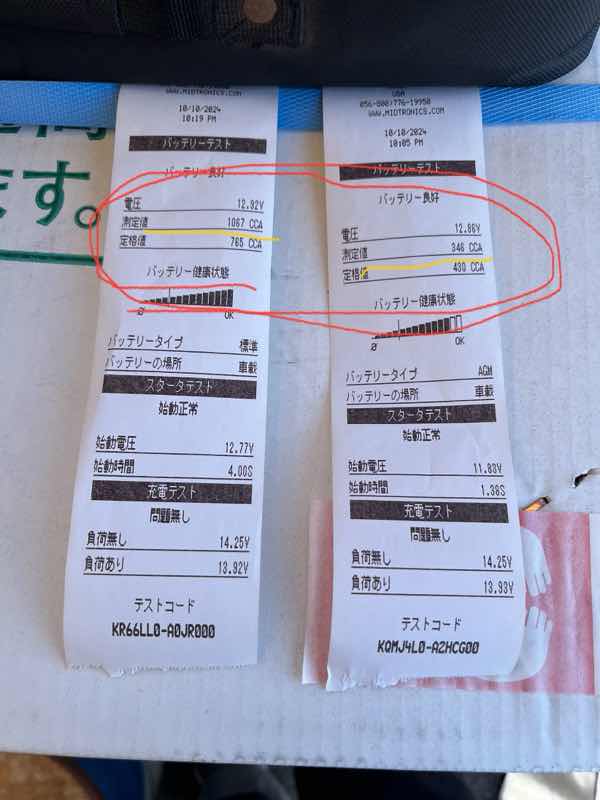 ます。
WWW.MIDTRONICS.COM
10/10/2024
10:19 PM
バッテリーテスト
バッテリー良好
電圧 12.92V
測定値 1067 CCA
定格値 765 CCA
バッテリー健康状態
OK
バッテリータイプ 標準
バッテリーの場所 車載
スタータテスト
始動正常
始動電圧 12.77V
始動時間 4.00S
充電テスト
問題無し
負荷無し 14.25V
負荷あり 13.92V
テストコード
KR66LL0-A0JR000
USA
056-800)776-19950
WWW.MIDTRONICS.COM
10/10/2024
10:05 PM
バッテリーテスト
バッテリー良好
電圧 12.86V
測定値 346 CCA
定格値 430 CCA
バッテリー健康状態
OK
バッテリータイプ AGM
バッテリーの場所 車載
スタータテスト
始動正常
始動電圧 11.83V
始動時間 1.38S
充電テスト
問題無し
負荷無し 14.25V
負荷あり 13.93V
テストコード
KQMJ4L0-A2HCG00